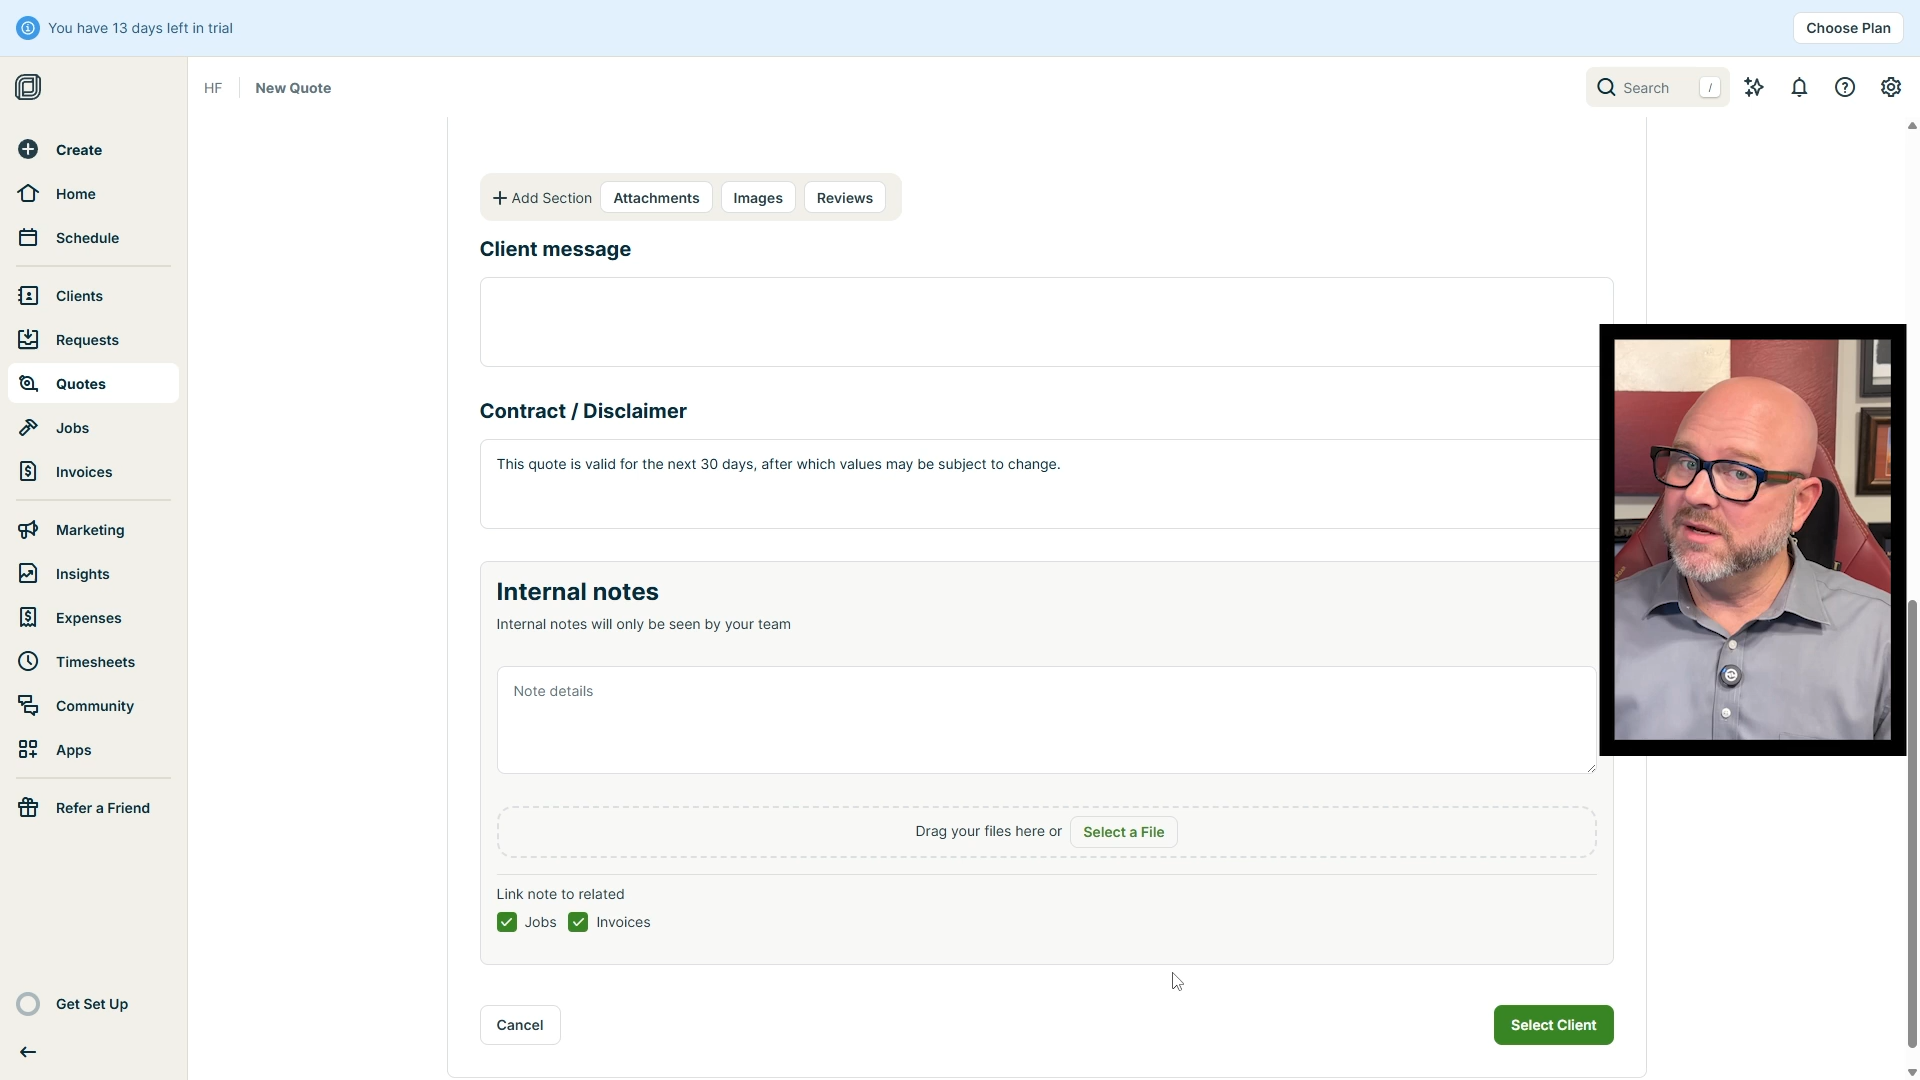 You have 13 days left in trial
Choose Plan
HF
New Quote
Search
/
Create
Home
Schedule
Clients
Requests
Quotes
Jobs
Invoices
Marketing
Insights
Expenses
Timesheets
Community
Apps
Refer a Friend
Get Set Up
Add Section
Attachments
Images
Reviews
Client message
Contract / Disclaimer
This quote is valid for the next 30 days, after which values may be subject to change.
Internal notes
Internal notes will only be seen by your team
Note details
Drag your files here or
Select a File
Link note to related
Jobs
Invoices
Cancel
Select Client